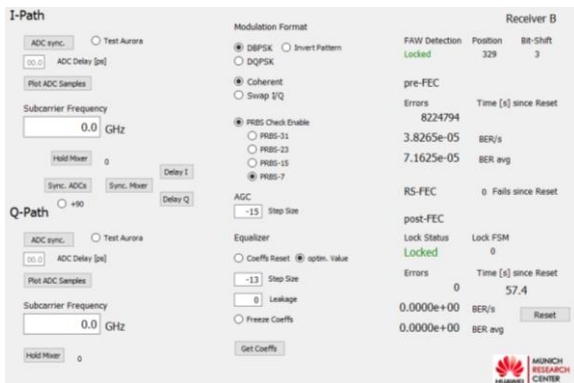 I-Path
ADC sync.
Test Aurora
00.0
ADC Delay [ps]
Plot ADC Samples
Subcarrier Frequency
0.0 GHz
Hold Mixer
0
Delay I
Sync. ADCs
Sync. Mixer
+90
Delay Q
Q-Path
ADC sync.
Test Aurora
00.0
ADC Delay [ps]
Plot ADC Samples
Subcarrier Frequency
0.0 GHz
Hold Mixer
0
Modulation Format
DBPSK
Invert Pattern
DQPSK
Coherent
Swap I/Q
PRBS Check Enable
PRBS-31
PRBS-23
PRBS-15
PRBS-7
AGC
-15 Step Size
Equalizer
Coeffs Reset
optim. Value
-13 Step Size
0 Leakage
Freeze Coeffs
Get Coeffs
Receiver B
FAW Detection Position Bit-Shift
Locked 329 3
pre-FEC
Errors Time [s] since Reset
8224794
3.8265e-05 BER/s
7.1625e-05 BER avg
RS-FEC 0 Fails since Reset
post-FEC
Lock Status Lock FSM
Locked 0
Errors Time [s] since Reset
0 57.4
0.0000e+00 BER/s
Reset
0.0000e+00 BER avg
HUAWEI
MUNICH
RESEARCH
CENTER